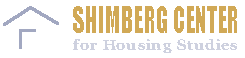 SHIMBERG CENTER
for Housing Studies